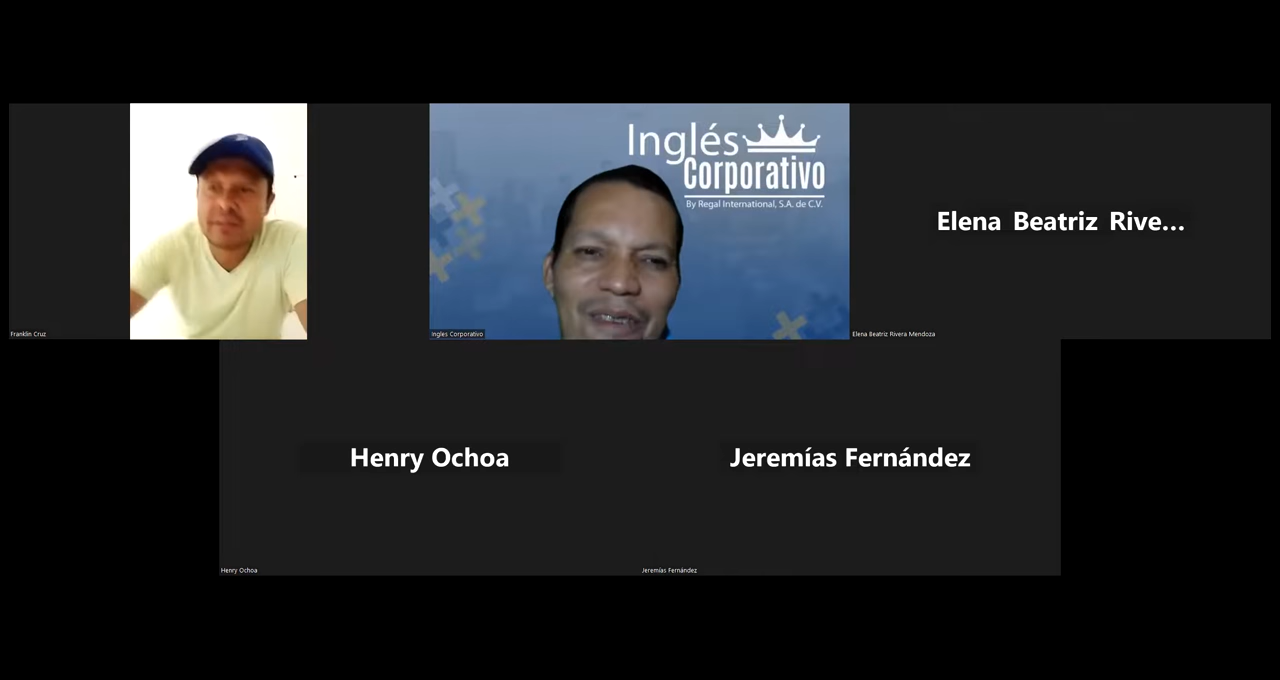 Inglés
Corporativo
By Regal International, S.A. de C.V.
Elena Beatriz Rive...
Franklin Cruz
Ingles Corporativo
Elena Beatriz Rivera Mendoza
Henry Ochoa
Jeremías Fernández
Henry Ochoa
Jeremías Fernández